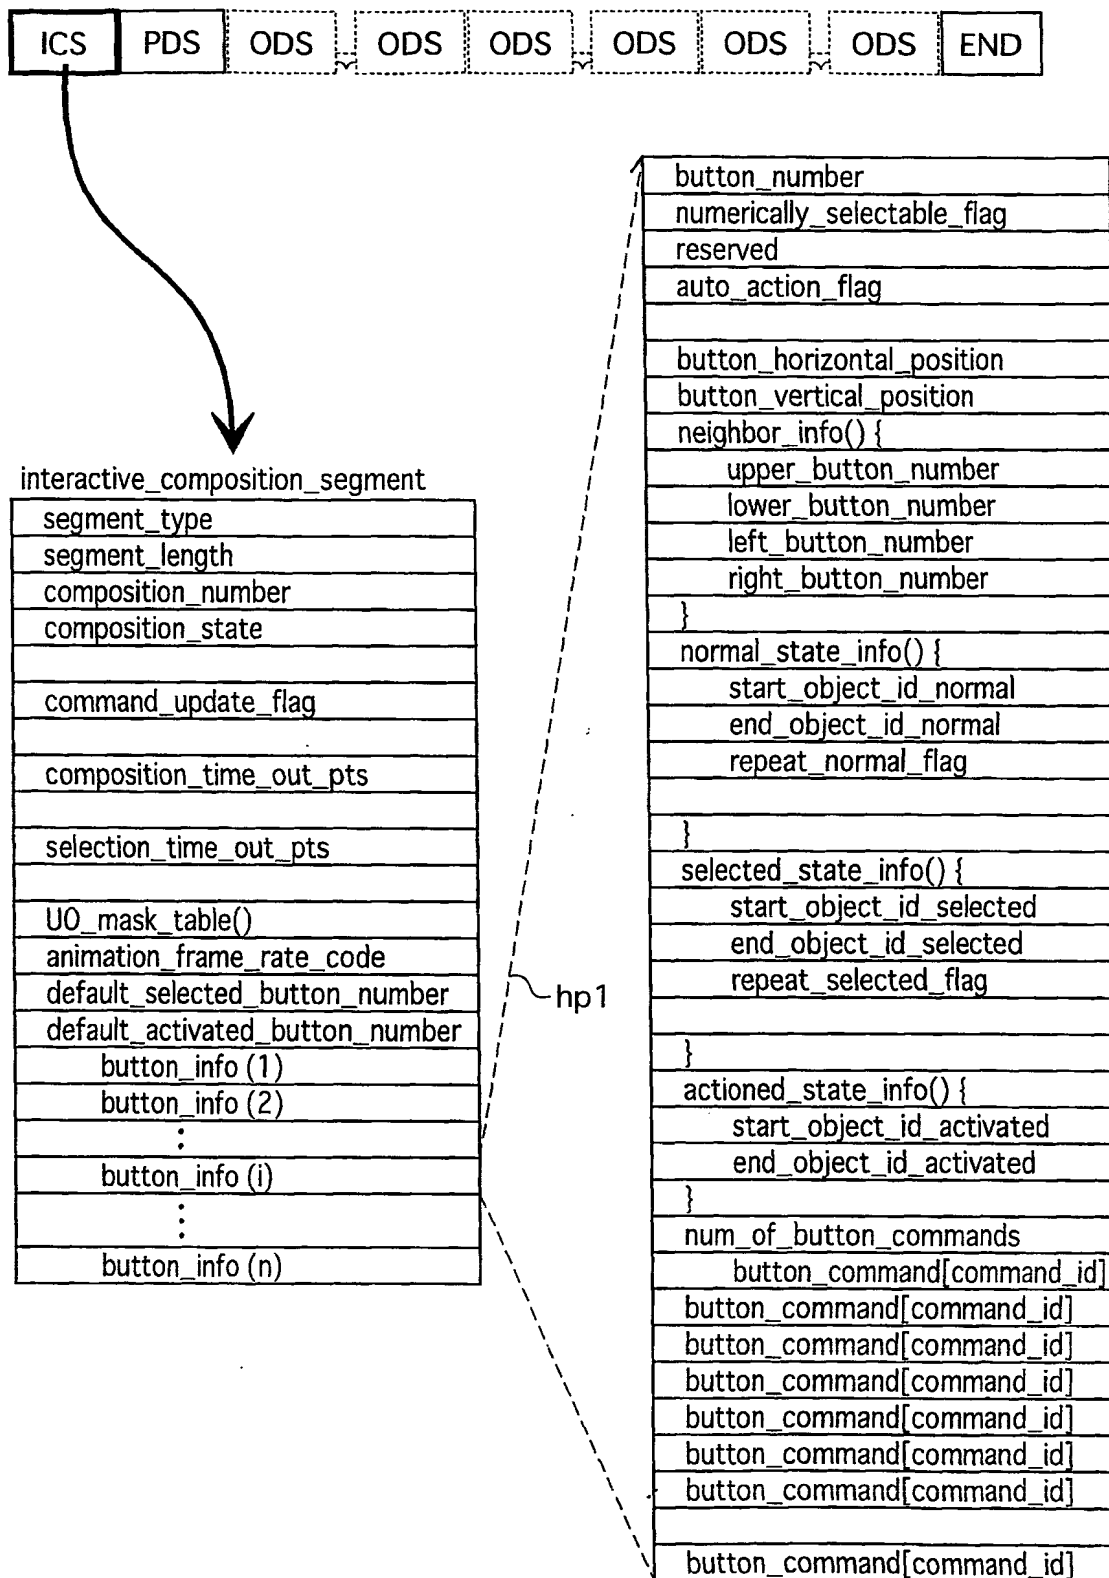 ICS PDS ODS ODS ODS ODS ODS ODS END
interactive_composition_segment
segment_type
segment_length
composition_number
composition_state
command_update_flag
composition_time_out_pts
selection_time_out_pts
UO_mask_table()
animation_frame_rate_code
default_selected_button_number
default_activated_button_number
button_info (1)
button_info (2)
⋮
button_info (i)
⋮
button_info (n)
hp1
button_number
numerically_selectable_flag
reserved
auto_action_flag
button_horizontal_position
button_vertical_position
neighbor_info() {
upper_button_number
lower_button_number
left_button_number
right_button_number
}
normal_state_info() {
start_object_id_normal
end_object_id_normal
repeat_normal_flag
}
selected_state_info() {
start_object_id_selected
end_object_id_selected
repeat_selected_flag
}
actioned_state_info() {
start_object_id_activated
end_object_id_activated
}
num_of_button_commands
button_command[command_id]
button_command[command_id]
button_command[command_id]
button_command[command_id]
button_command[command_id]
button_command[command_id]
button_command[command_id]
button_command[command_id]